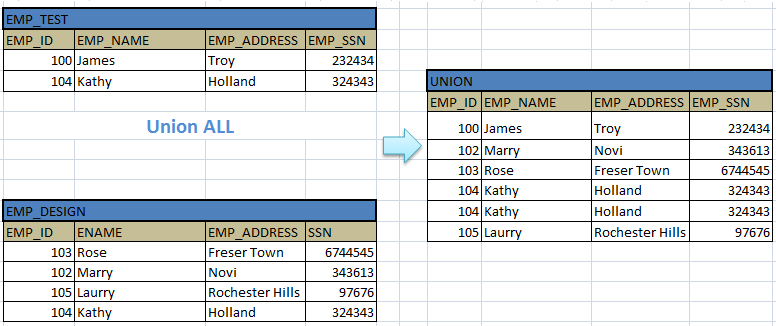 EMP_TEST
EMP_ID EMP_NAME EMP_ADDRESS EMP_SSN
100 James Troy 232434
104 Kathy Holland 324343
Union ALL
EMP_DESIGN
EMP_ID ENAME EMP_ADDRESS SSN
103 Rose Freser Town 6744545
102 Marry Novi 343613
105 Laurry Rochester Hills 97676
104 Kathy Holland 324343
UNION
EMP_ID EMP_NAME EMP_ADDRESS EMP_SSN
100 James Troy 232434
102 Marry Novi 343613
103 Rose Freser Town 6744545
104 Kathy Holland 324343
104 Kathy Holland 324343
105 Laurry Rochester Hills 97676